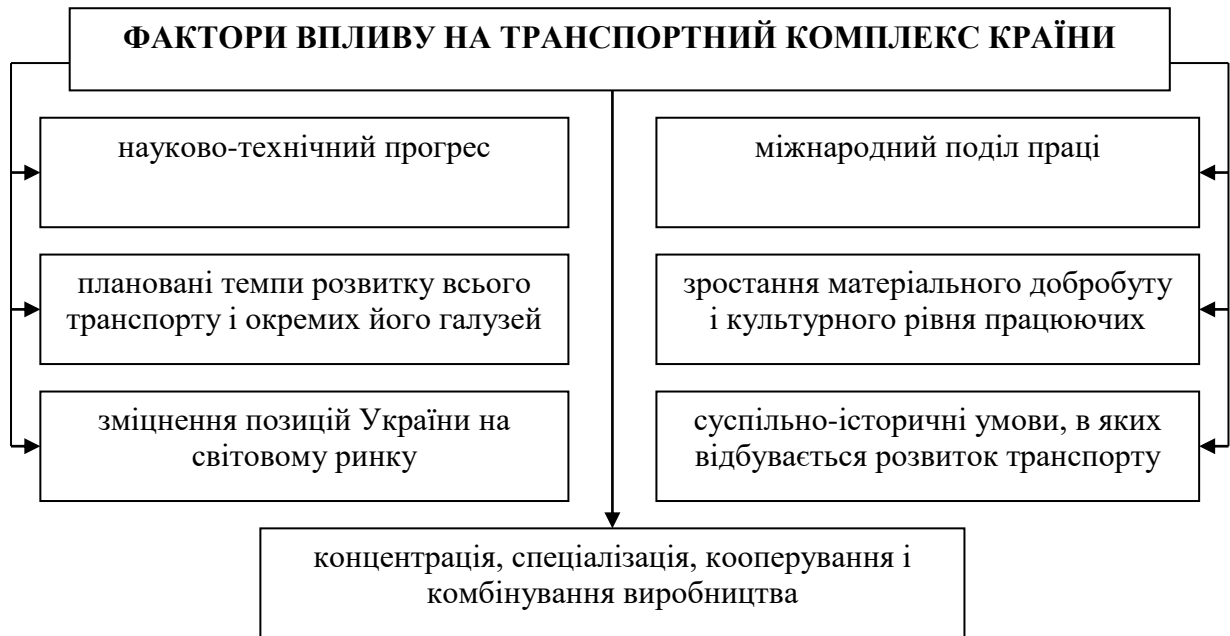 ФАКТОРИ ВПЛИВУ НА ТРАНСПОРТНИЙ КОМПЛЕКС КРАЇНИ
науково-технічний прогрес
міжнародний поділ праці
плановані темпи розвитку всього
транспорту і окремих його галузей
зростання матеріального добробуту
і культурного рівня працюючих
зміцнення позицій України на
світовому ринку
суспільно-історичні умови, в яких
відбувається розвиток транспорту
концентрація, спеціалізація, кооперування і
комбінування виробництва